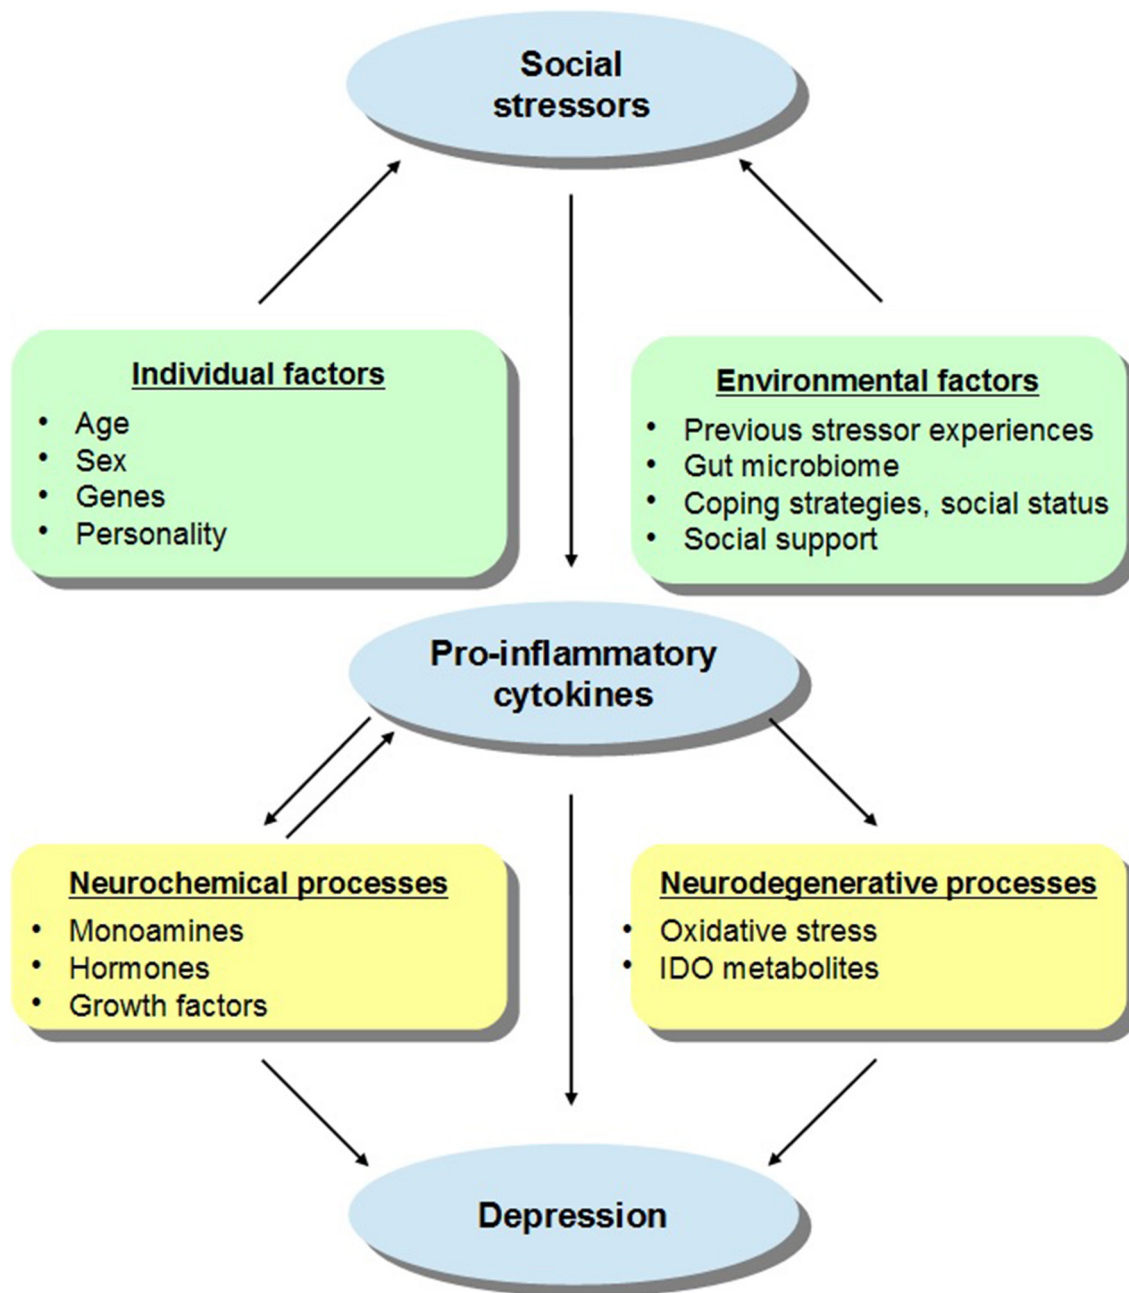 Social
stressors
Individual factors
• Age
• Sex
• Genes
• Personality
Environmental factors
• Previous stressor experiences
• Gut microbiome
• Coping strategies, social status
• Social support
Pro-inflammatory
cytokines
Neurochemical processes
• Monoamines
• Hormones
• Growth factors
Neurodegenerative processes
• Oxidative stress
• IDO metabolites
Depression